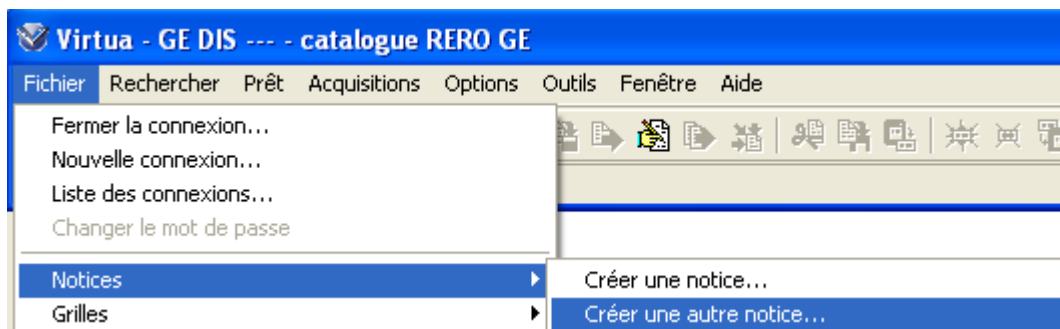 Virtua - GE DIS --- - catalogue RERO GE
Fichier Rechercher Prêt Acquisitions Options Outils Fenêtre Aide
Fermer la connexion...
Nouvelle connexion...
Liste des connexions...
Changer le mot de passe
Notices
Créer une notice...
Grilles
Créer une autre notice...